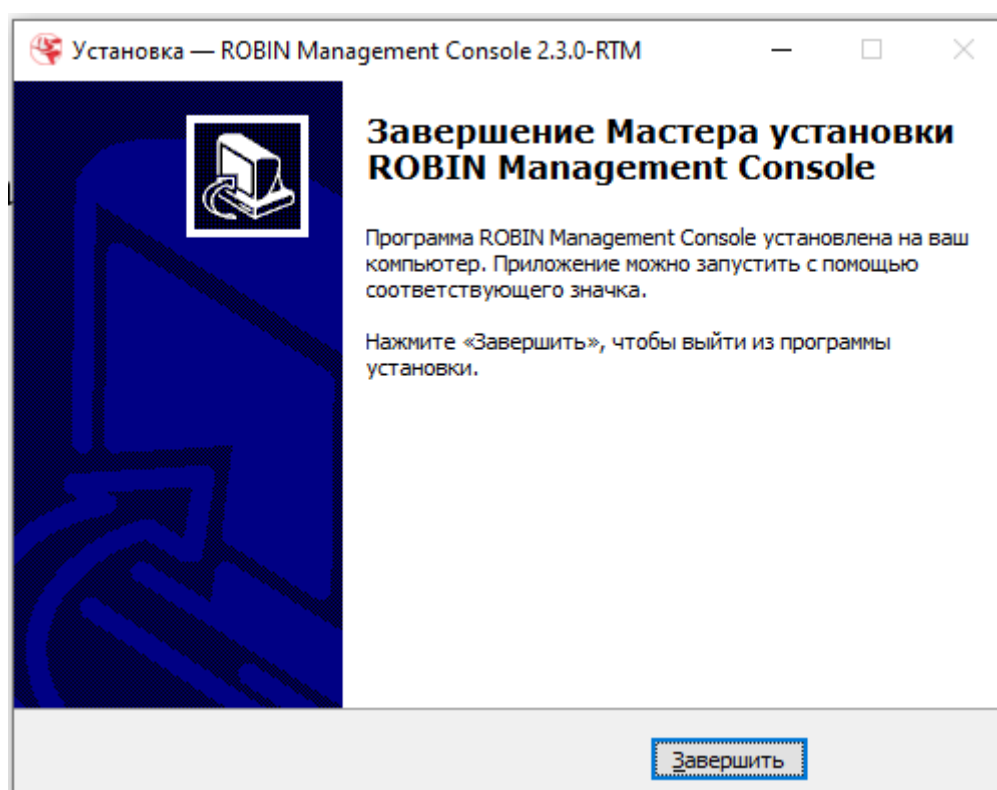 Установка — ROBIN Management Console 2.3.0-RTM
Завершение Мастера установки
ROBIN Management Console
Программа ROBIN Management Console установлена на ваш
компьютер. Приложение можно запустить с помощью
соответствующего значка.
Нажмите «Завершить», чтобы выйти из программы
установки.
Завершить